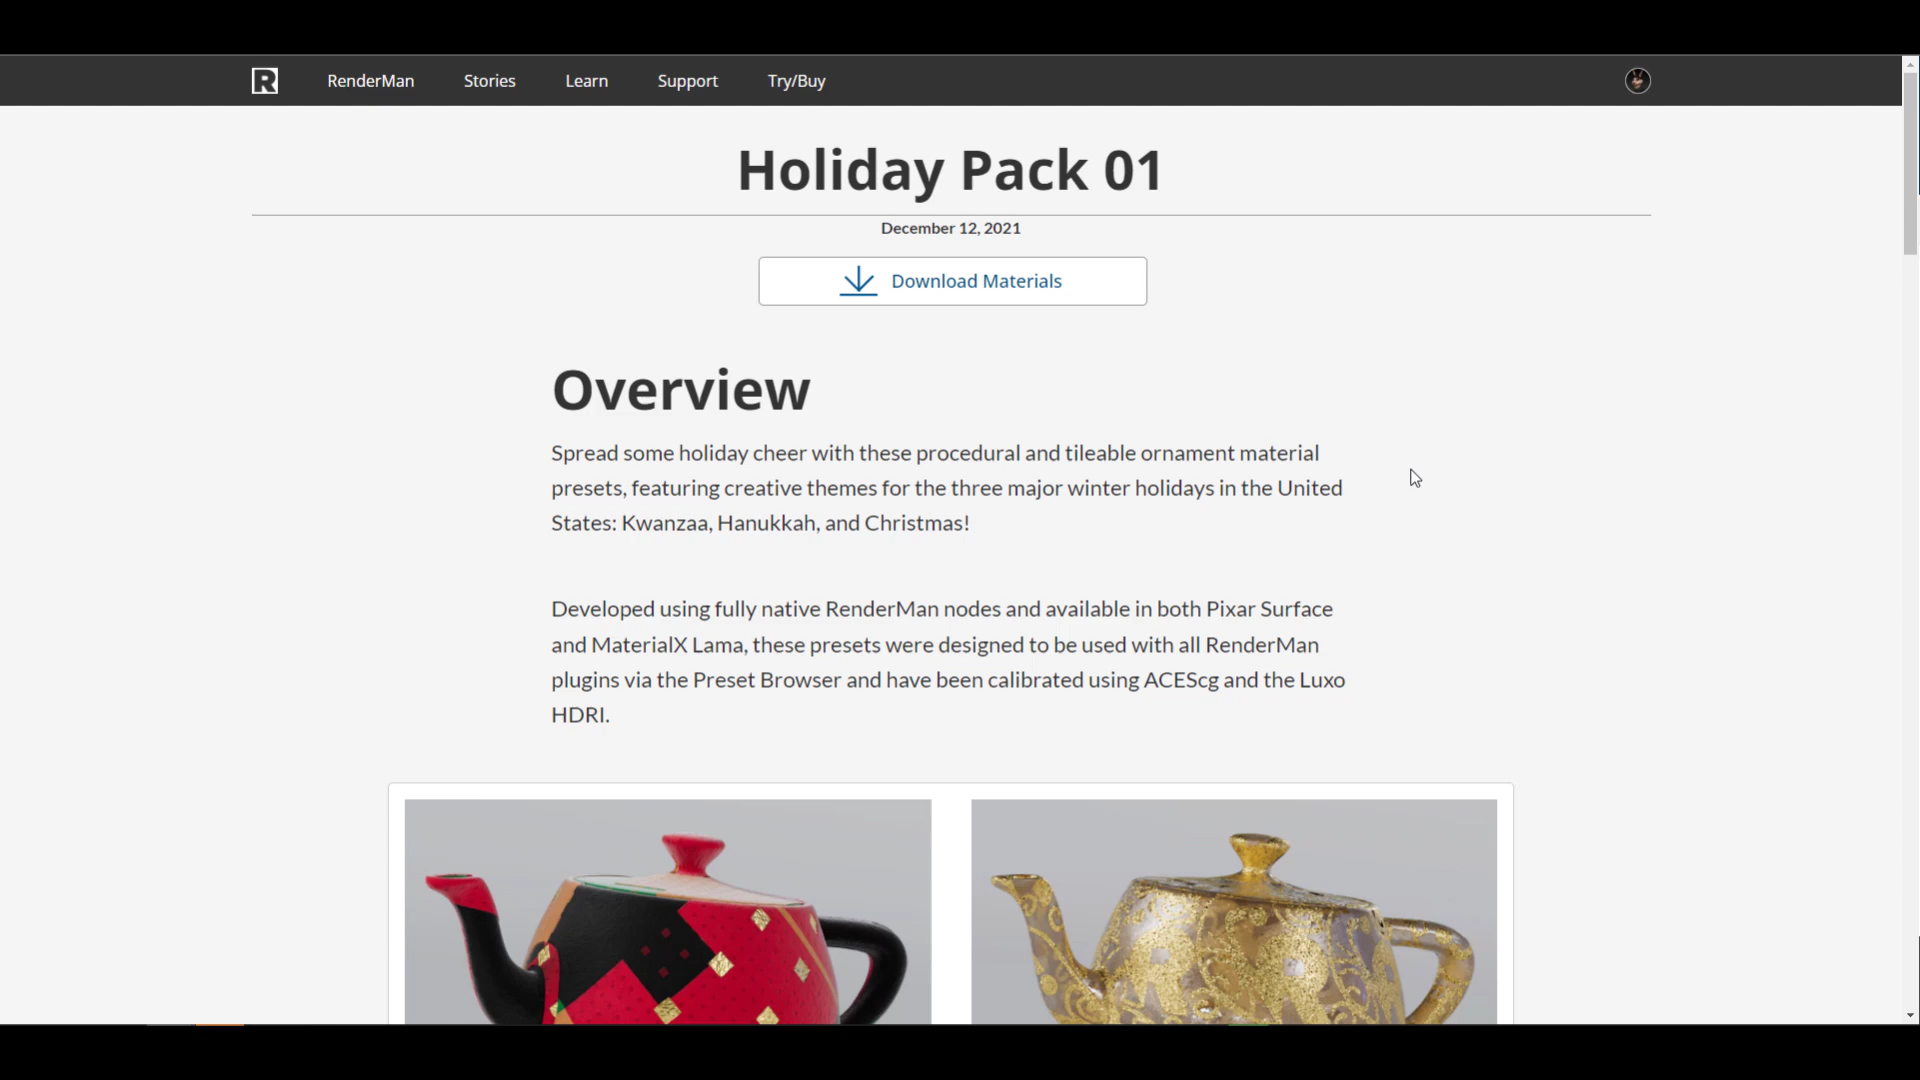 R RenderMan Stories Learn Support Try/Buy
Holiday Pack 01
December 12, 2021
Download Materials
Overview
Spread some holiday cheer with these procedural and tileable ornament material
presets, featuring creative themes for the three major winter holidays in the United
States: Kwanzaa, Hanukkah, and Christmas!
Developed using fully native RenderMan nodes and available in both Pixar Surface
and MaterialX Lama, these presets were designed to be used with all RenderMan
plugins via the Preset Browser and have been calibrated using ACEScg and the Luxo
HDRI.